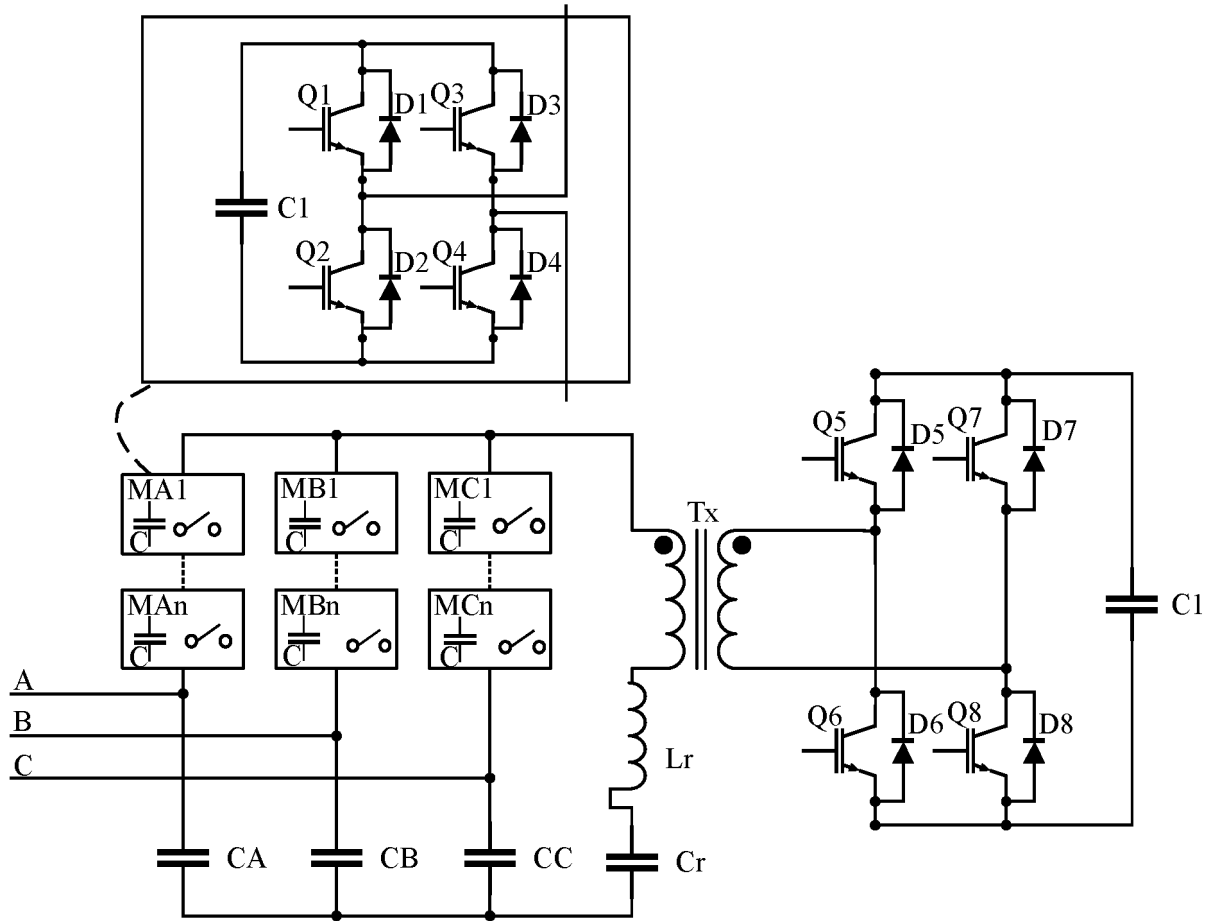 Q1 D1 Q3 D3
C1
Q2 D2 Q4 D4
Q5 D5 Q7 D7
MA1 MB1 MC1
C C C
Tx
MAn MBn MCn
C C C
C1
A
B
C
Lr
Q6 D6 Q8 D8
CA CB CC Cr